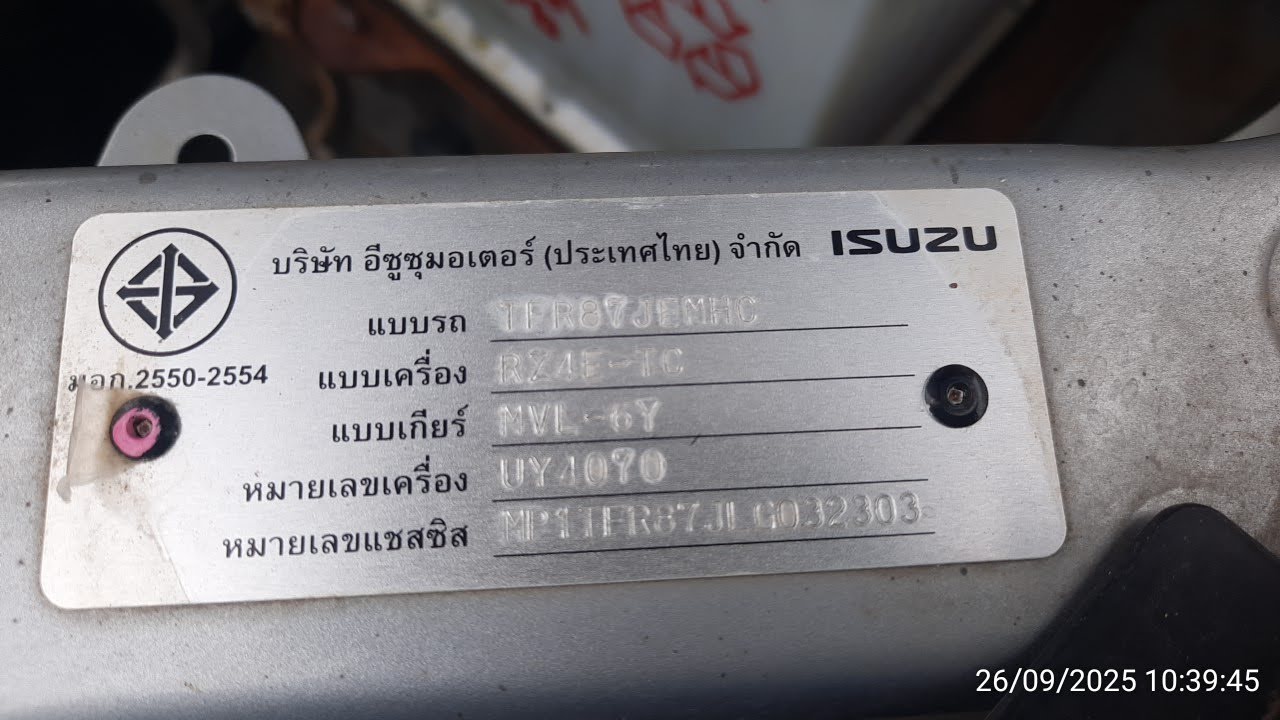 บริษัท อีซูซุมอเตอร์ (ประเทศไทย) จำกัด ISUZU
แบบรถ TFR87JEMHC
มอก.2550-2554
แบบเครื่อง RZ4E-TC
แบบเกียร์ MVL-6Y
หมายเลขเครื่อง UY4070
หมายเลขแชสซิส
26/09/2025 10:39:45